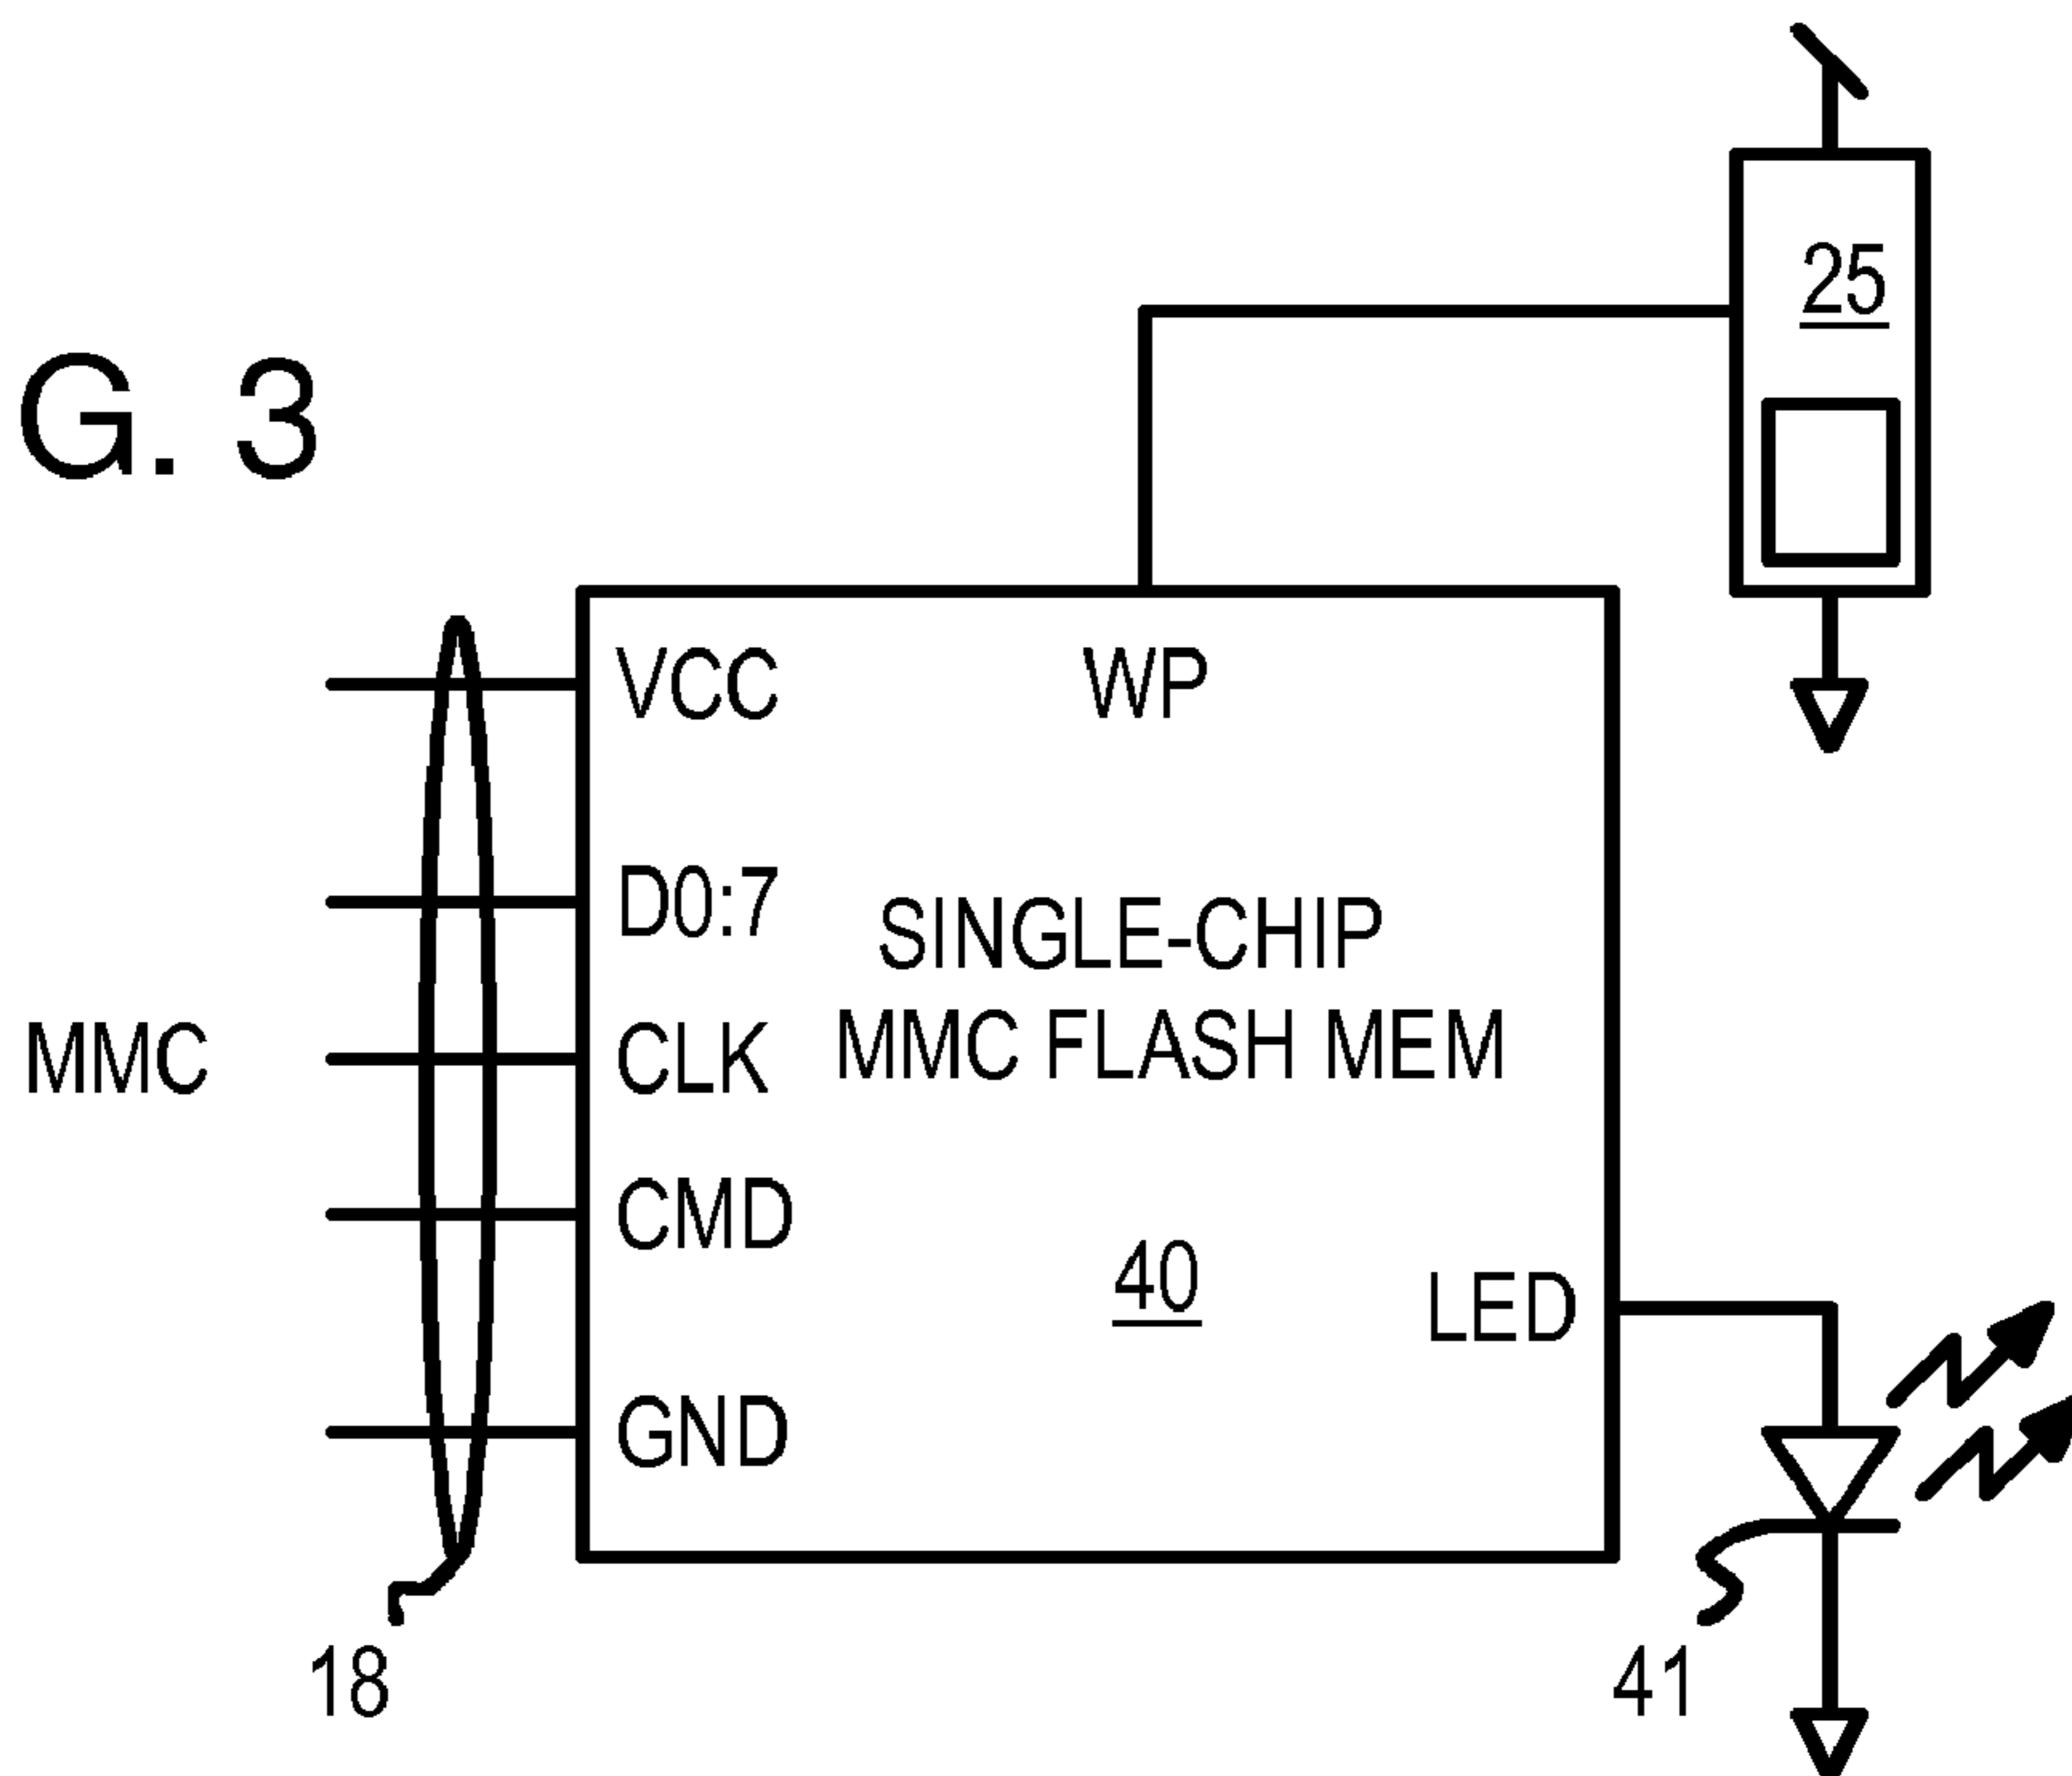 G. 3
25
VCC
WP
D0:7
SINGLE-CHIP
MMC FLASH MEM
MMC
CLK
CMD
40
LED
GND
18
41